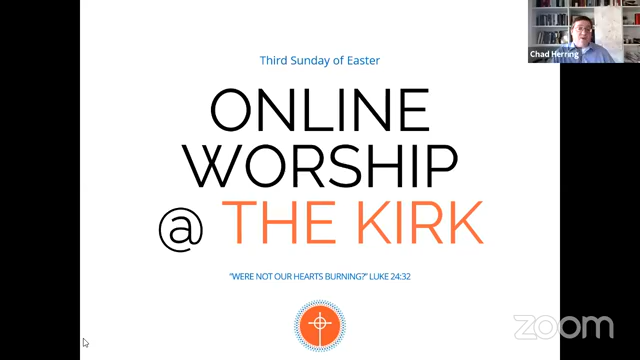 Third Sunday of Easter
ONLINE
WORSHIP
@ THE KIRK
"WERE NOT OUR HEARTS BURNING?" LUKE 24:32
Chad Herring
zoom